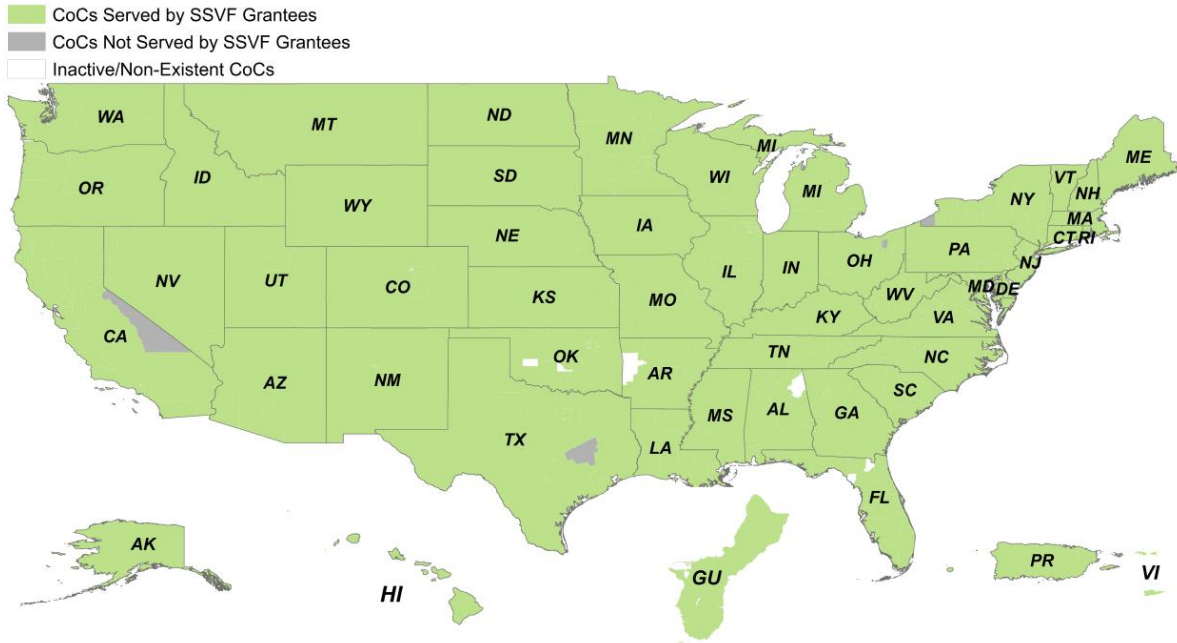 CoCs Served by SSVF Grantees
CoCs Not Served by SSVF Grantees
Inactive/Non-Existent CoCs
WA
MT
ND
MN
MI
ME
OR
ID
SD
WI
MI
VT
NH
NY
WY
MA
IA
CT
RI
NE
PA
NJ
NV
UT
CO
IL
IN
OH
MD
DE
KS
MO
WV
CA
KY
VA
OK
TN
NC
AZ
NM
AR
SC
MS
AL
GA
TX
LA
FL
AK
HI
GU
PR
VI